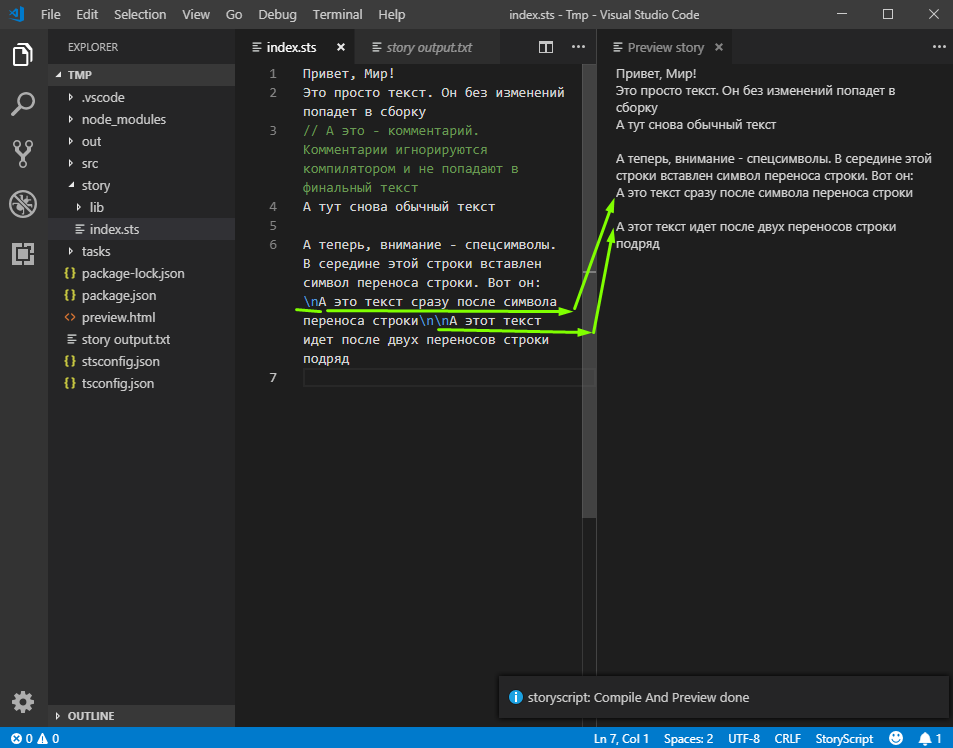 File Edit Selection View Go Debug Terminal Help index.sts - Tmp - Visual Studio Code
EXPLORER
TMP
.vscode
node_modules
out
src
story
lib
index.sts
tasks
package-lock.json
package.json
preview.html
story output.txt
stsconfig.json
tsconfig.json
OUTLINE
index.sts story output.txt
1 Привет, Мир!
2 Это просто текст. Он без изменений
попадет в сборку
3 // А это - комментарий.
Комментарии игнорируются
компилятором и не попадают в
финальный текст
4 А тут снова обычный текст
5
6 А теперь, внимание - спецсимволы.
В середине этой строки вставлен
символ переноса строки. Вот он:
\nА это текст сразу после символа
переноса строки\n\nА этот текст
идет после двух переносов строки
подряд
7
Preview story
Привет, Мир!
Это просто текст. Он без изменений попадет в
сборку
А тут снова обычный текст
А теперь, внимание - спецсимволы. В середине этой
строки вставлен символ переноса строки. Вот он:
А это текст сразу после символа переноса строки
А этот текст идет после двух переносов строки
подряд
storyscript: Compile And Preview done
0 0 Ln 7, Col 1 Spaces: 2 UTF-8 CRLF StoryScript 1